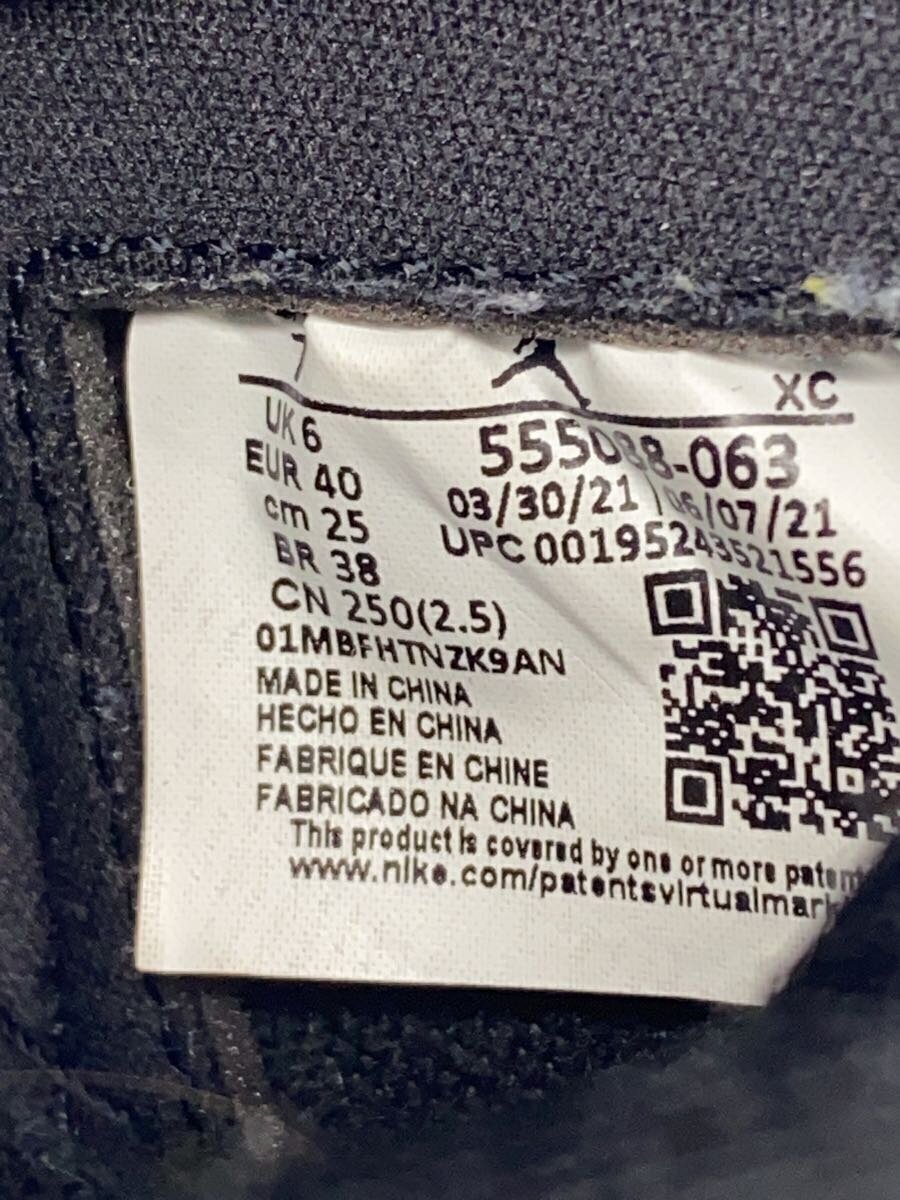 XC
UK 6
EUR 40
cm 25
BR 38
CN 250(2.5)
555088-063
03/30/21 06/07/21
UPC 00195243521556
01MBFHTNZK9AN
MADE IN CHINA
HECHO EN CHINA
FABRIQUE EN CHINE
FABRICADO NA CHINA
This product is covered by one or more paten
www.nike.com/patentsvirtualmar